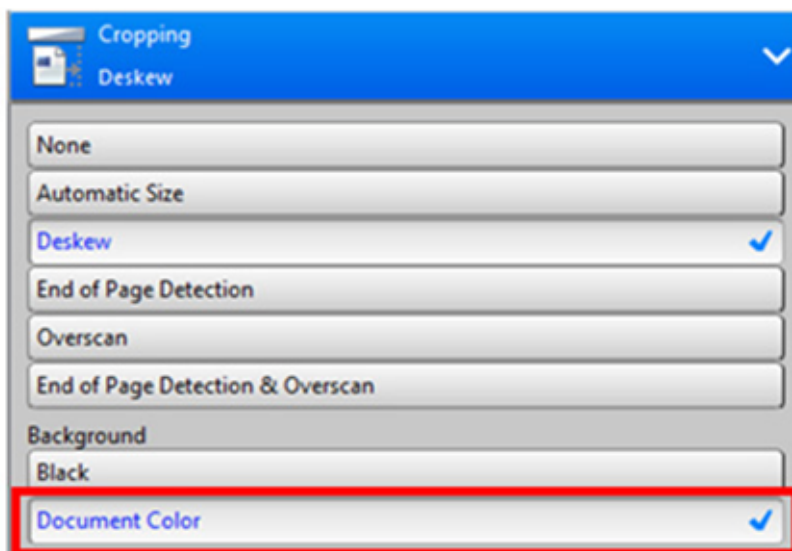 Cropping
Deskew
None
Automatic Size
Deskew
End of Page Detection
Overscan
End of Page Detection & Overscan
Background
Black
Document Color